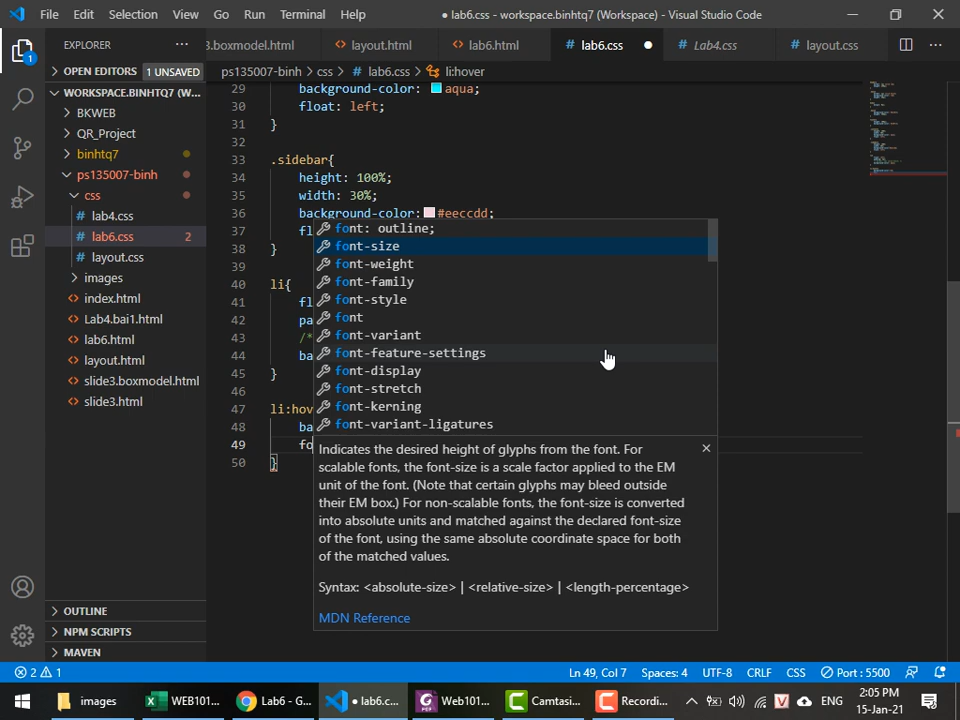 File Edit Selection View Go Run Terminal Help
● lab6.css - workspace.binhtq7 (Workspace) - Visual Studio Code
EXPLORER ···
3.boxmodel.html layout.html lab6.html lab6.css ● Lab4.css layout.css ···
OPEN EDITORS 1 UNSAVED
ps135007-binh > css > lab6.css > li:hover
WORKSPACE.BINHTQ7 (W...
BKWEB
QR_Project
binhtq7
ps135007-binh
css
lab4.css
lab6.css 2
layout.css
images
index.html
Lab4.bai1.html
lab6.html
layout.html
slide3.boxmodel.html
slide3.html
OUTLINE
NPM SCRIPTS
MAVEN
1
29 background-color: aqua;
30 float: left;
31 }
32
33 .sidebar{
34 height: 100%;
35 width: 30%;
36 background-color: #eeccdd;
37 fl
38 }
39
40 li{
41 fl
42 pa
43 /*
44 ba
45 }
46
47 li:hov
48 ba
49 fo
50 }
font: outline;
font-size
font-weight
font-family
font-style
font
font-variant
font-feature-settings
font-display
font-stretch
font-kerning
font-variant-ligatures
Indicates the desired height of glyphs from the font. For
scalable fonts, the font-size is a scale factor applied to the EM
unit of the font. (Note that certain glyphs may bleed outside
their EM box.) For non-scalable fonts, the font-size is converted
into absolute units and matched against the declared font-size
of the font, using the same absolute coordinate space for both
of the matched values.
Syntax: <absolute-size> | <relative-size> | <length-percentage>
MDN Reference
2 1 Ln 49, Col 7 Spaces: 4 UTF-8 CRLF CSS Port : 5500
images WEB101... Lab6 - G... ● lab6.c... Web101... Camtasi... Recordi... V ENG 2:05 PM
15-Jan-21